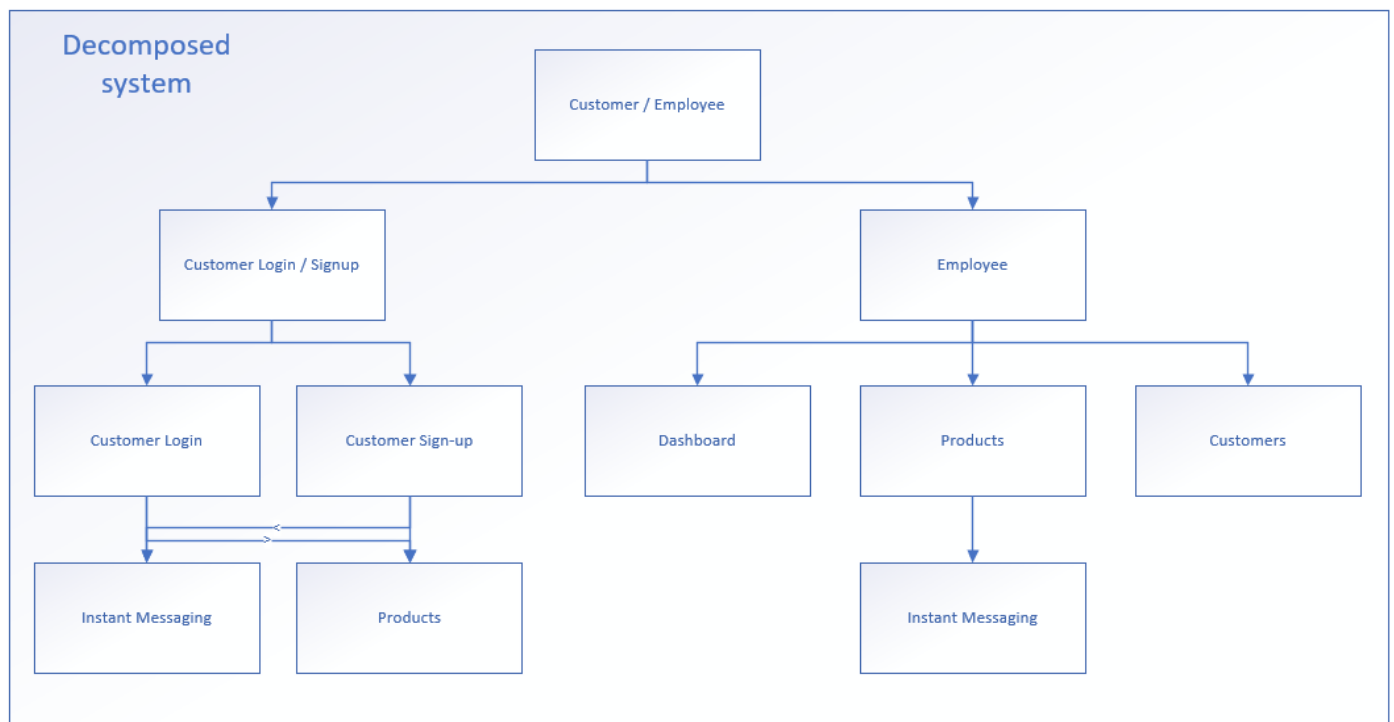 Decomposed
system
Customer / Employee
Customer Login / Signup
Employee
Customer Login
Customer Sign-up
Dashboard
Products
Customers
<
>
Instant Messaging
Products
Instant Messaging